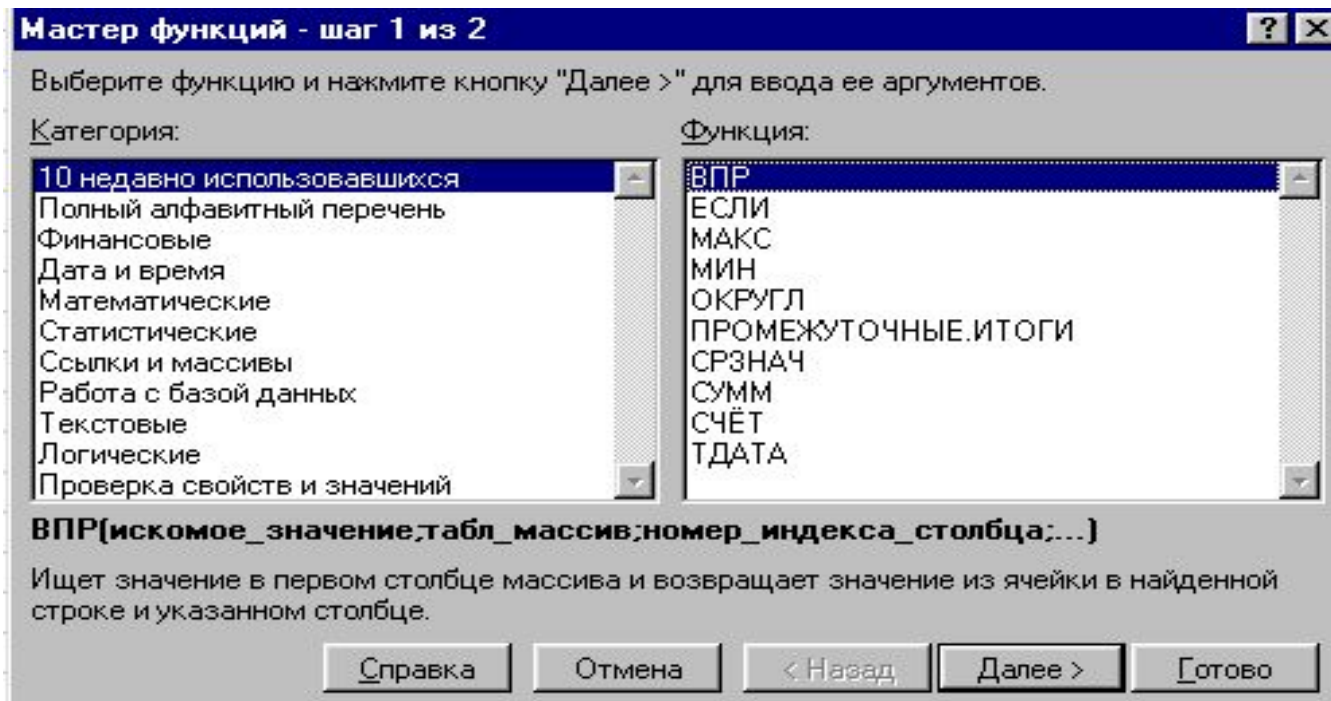 Мастер функций - шаг 1 из 2
Выберите функцию и нажмите кнопку "Далее >" для ввода ее аргументов.
Категория:
10 недавно использовавшихся
Полный алфавитный перечень
Финансовые
Дата и время
Математические
Статистические
Ссылки и массивы
Работа с базой данных
Текстовые
Логические
Проверка свойств и значений
Функция:
ВПР
ЕСЛИ
МАКС
МИН
ОКРУГЛ
ПРОМЕЖУТОЧНЫЕ.ИТОГИ
СРЗНАЧ
СУММ
СЧЁТ
ТДАТА
ВПР(искомое_значение;табл_массив;номер_индекса_столбца;...)
Ищет значение в первом столбце массива и возвращает значение из ячейки в найденной
строке и указанном столбце.
Справка Отмена < Назад Далее > Готово